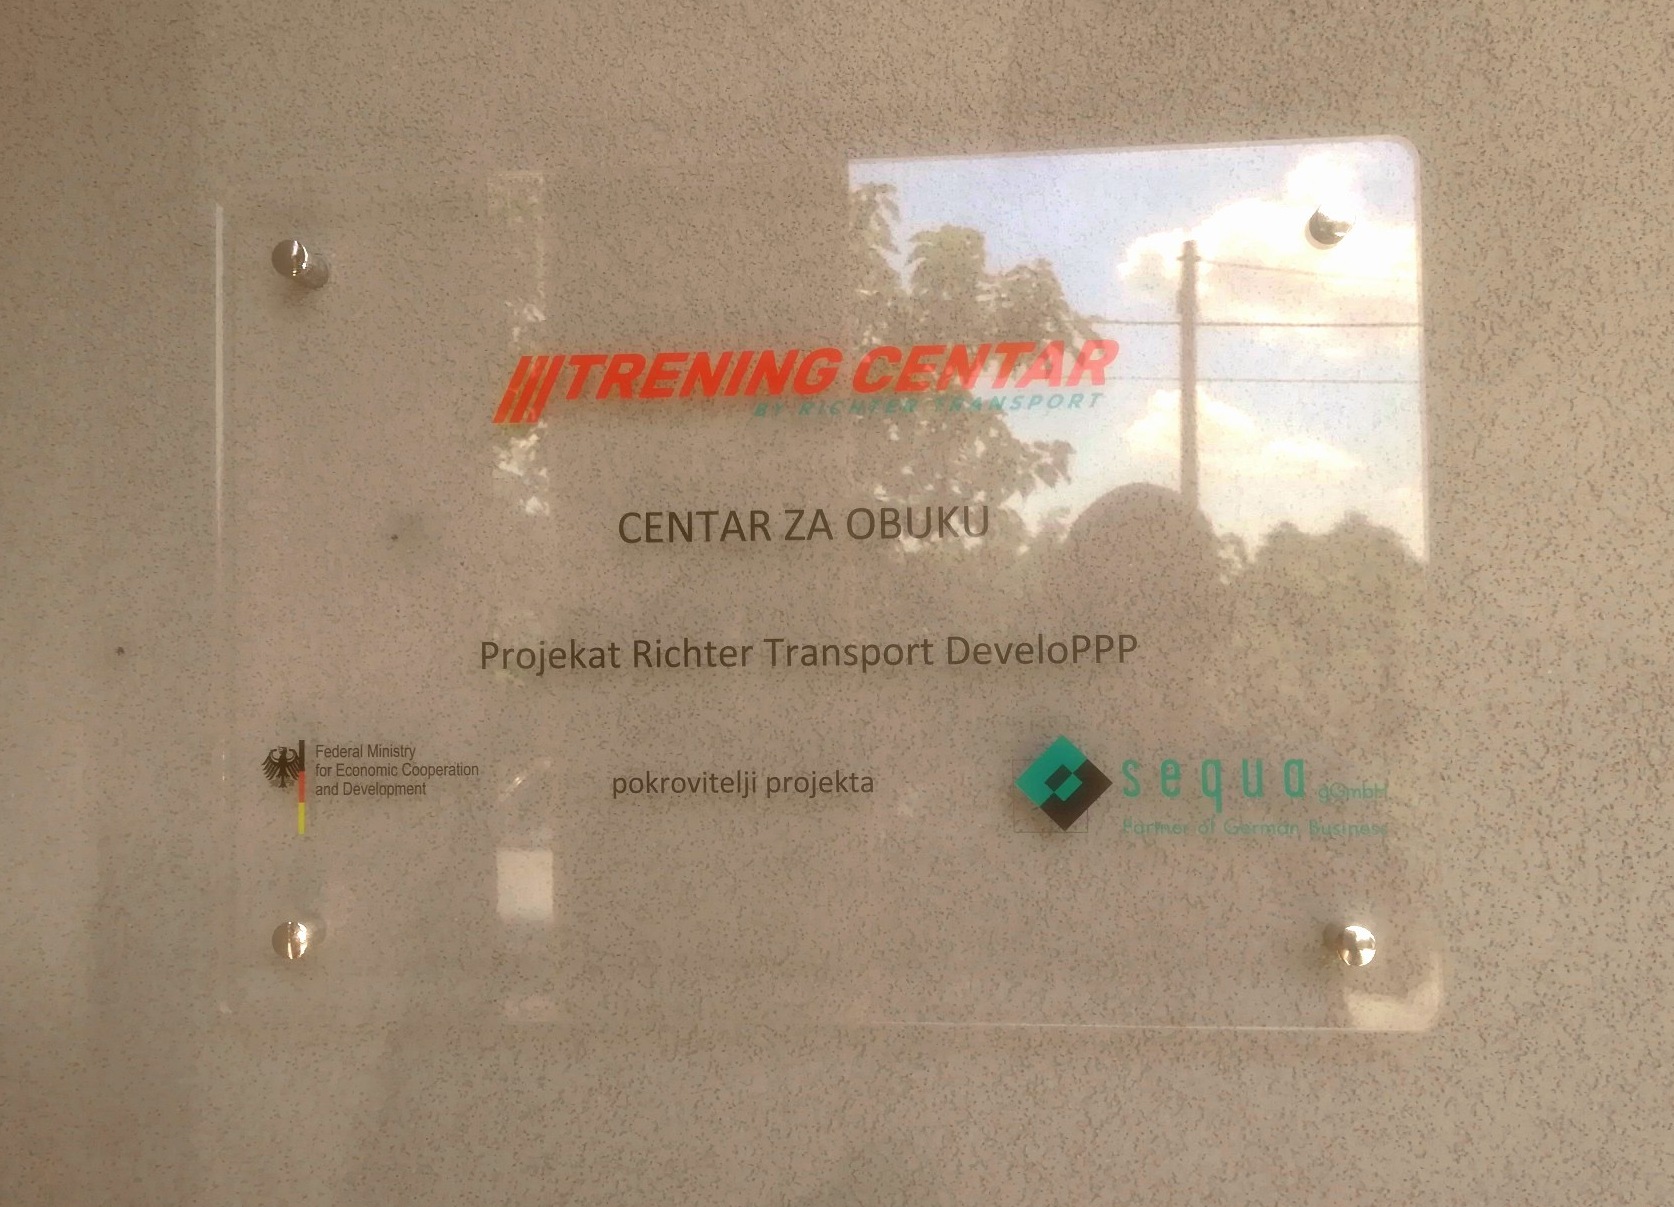 TRENING CENTAR
BY RICHTER TRANSPORT
CENTAR ZA OBUKU
Projekat Richter Transport DeveloPPP
Federal Ministry
for Economic Cooperation
and Development
pokrovitelji projekta
sequa gGmbH
Partner of German Business